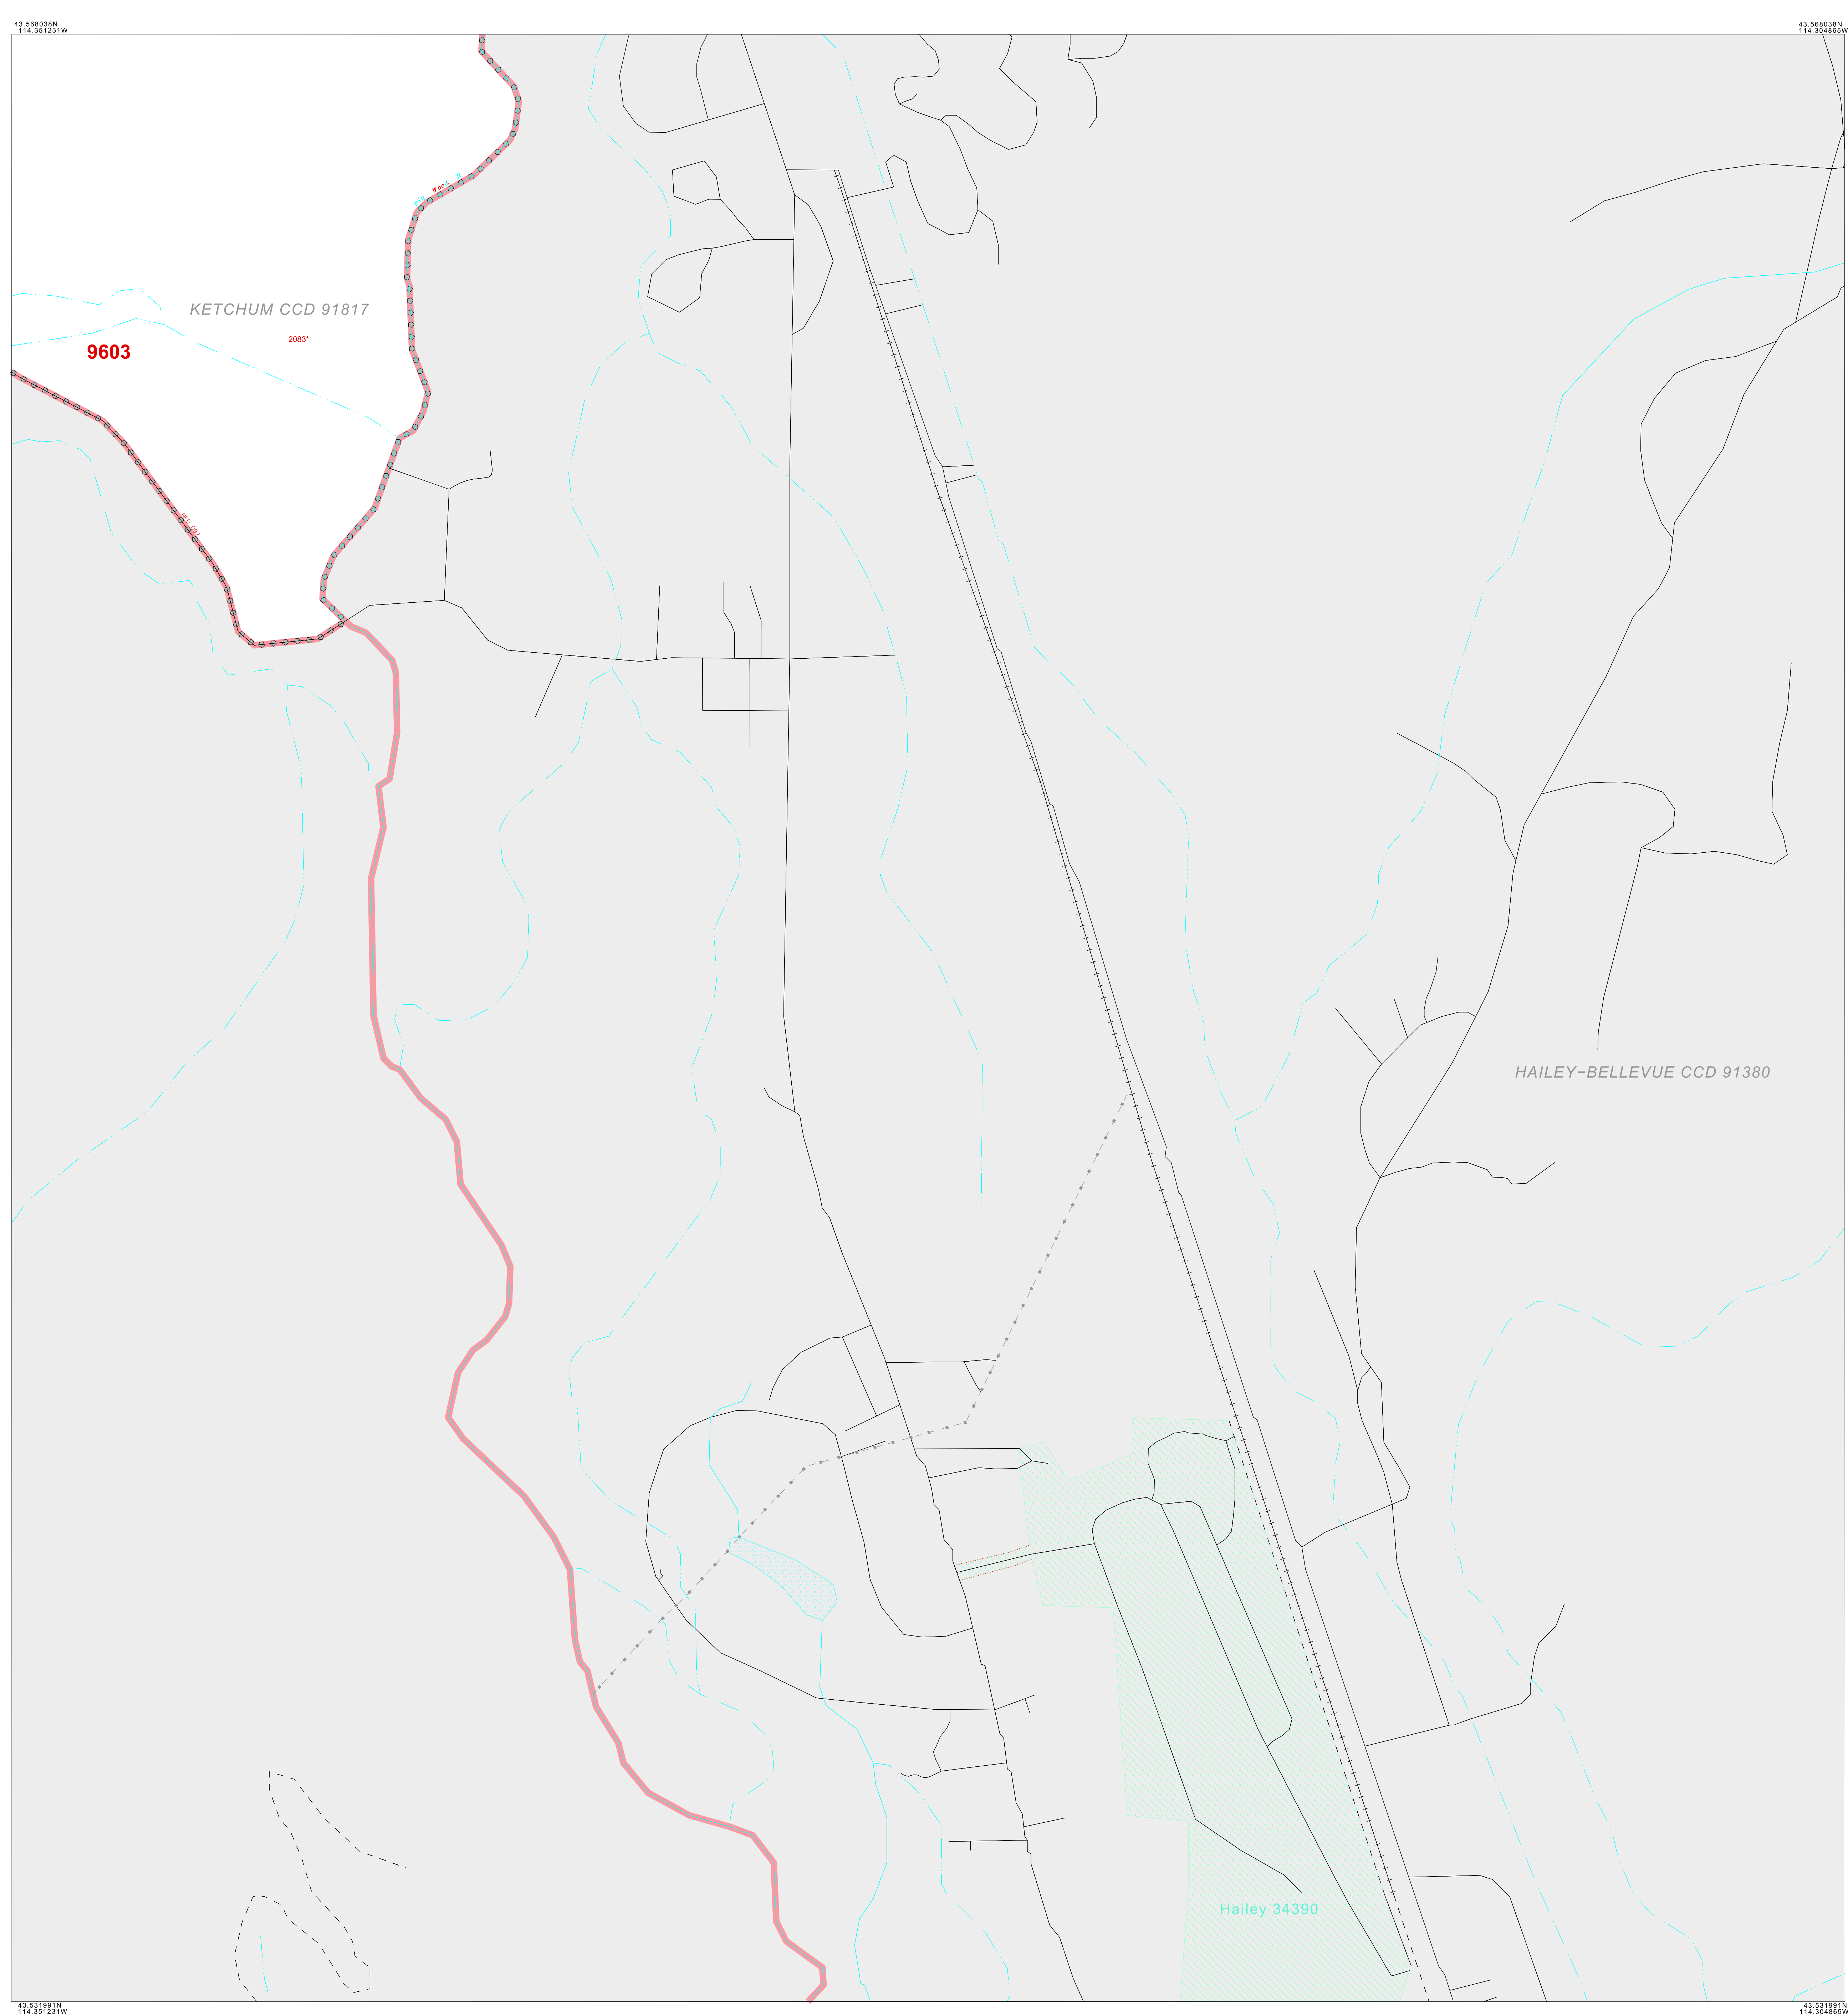 43.568038N
114.351231W
43.568038N
114.304865W
KETCHUM CCD 91817
2083*
9603
HAILEY−BELLEVUE CCD 91380
Hailey 34390
43.531991N
114.351231W
43.531991N
114.304865W